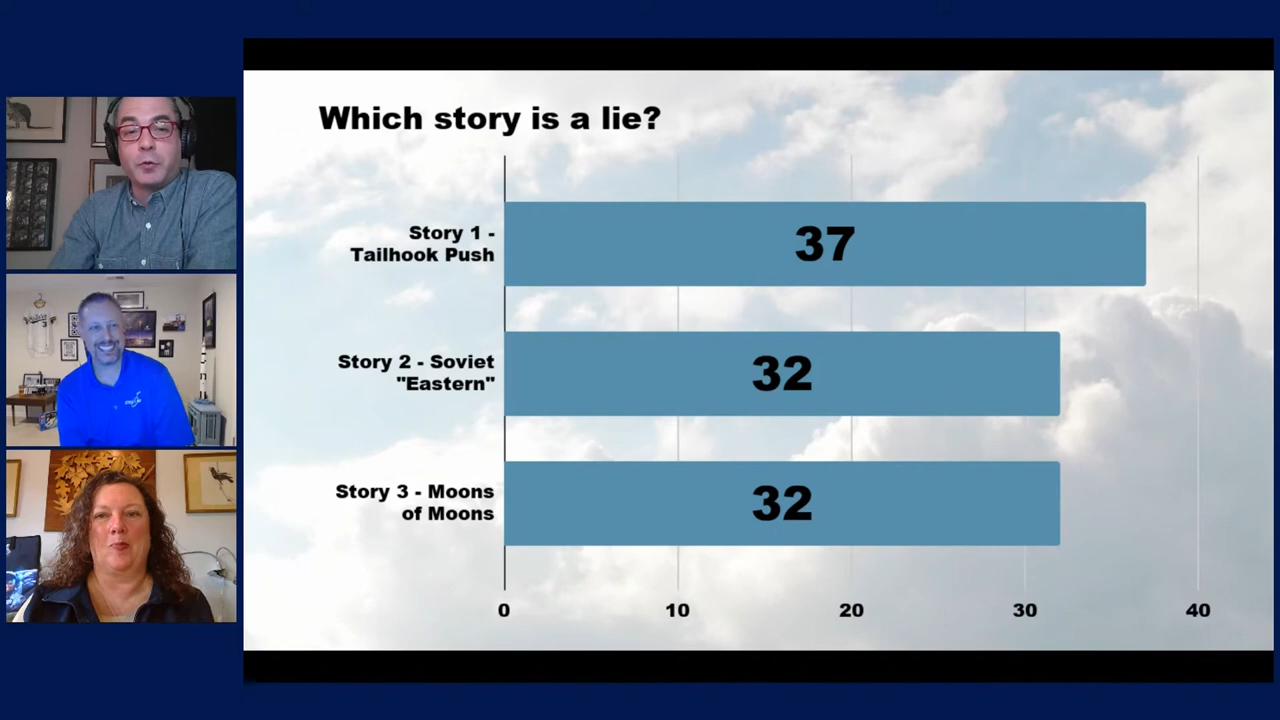 Which story is a lie?
Story 1 -
Tailhook Push
37
Story 2 - Soviet
"Eastern"
32
Story 3 - Moons
of Moons
32
0 10 20 30 40